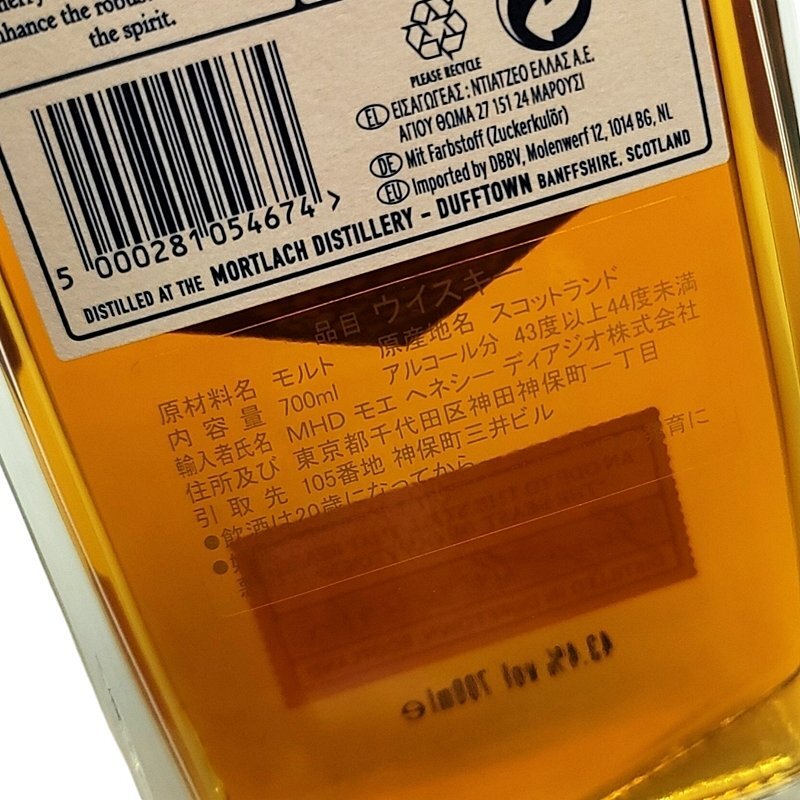 nhance the robus
the spirit.
PLEASE RECYCLE
EL ΕΙΣΑΓΩΓΕΑΣ: ΝΤΙΑΤΖΕΟ ΕΛΛΑΣ Α.Ε.
ΑΓΙΟΥ ΘΩΜΑ 27 151 24 ΜΑΡΟΥΣΙ
DE Mit Farbstoff (Zuckerkulör)
EU Imported by DBBV, Molenwerf 12, 1014 BG, NL
5 000281 054674 >
DISTILLED AT THE MORTLACH DISTILLERY - DUFFTOWN BANFFSHIRE, SCOTLAND
品目 ウイスキー
原材料名 モルト 原産地名 スコットランド
内容量 700ml アルコール分 43度以上44度未満
輸入者氏名 MHD モエ ヘネシー ディアジオ株式会社
住所及び 東京都千代田区神田神保町一丁目
引取先 105番地 神保町三井ビル
●飲酒は20歳になってから
育に
43.4% vol 700ml e